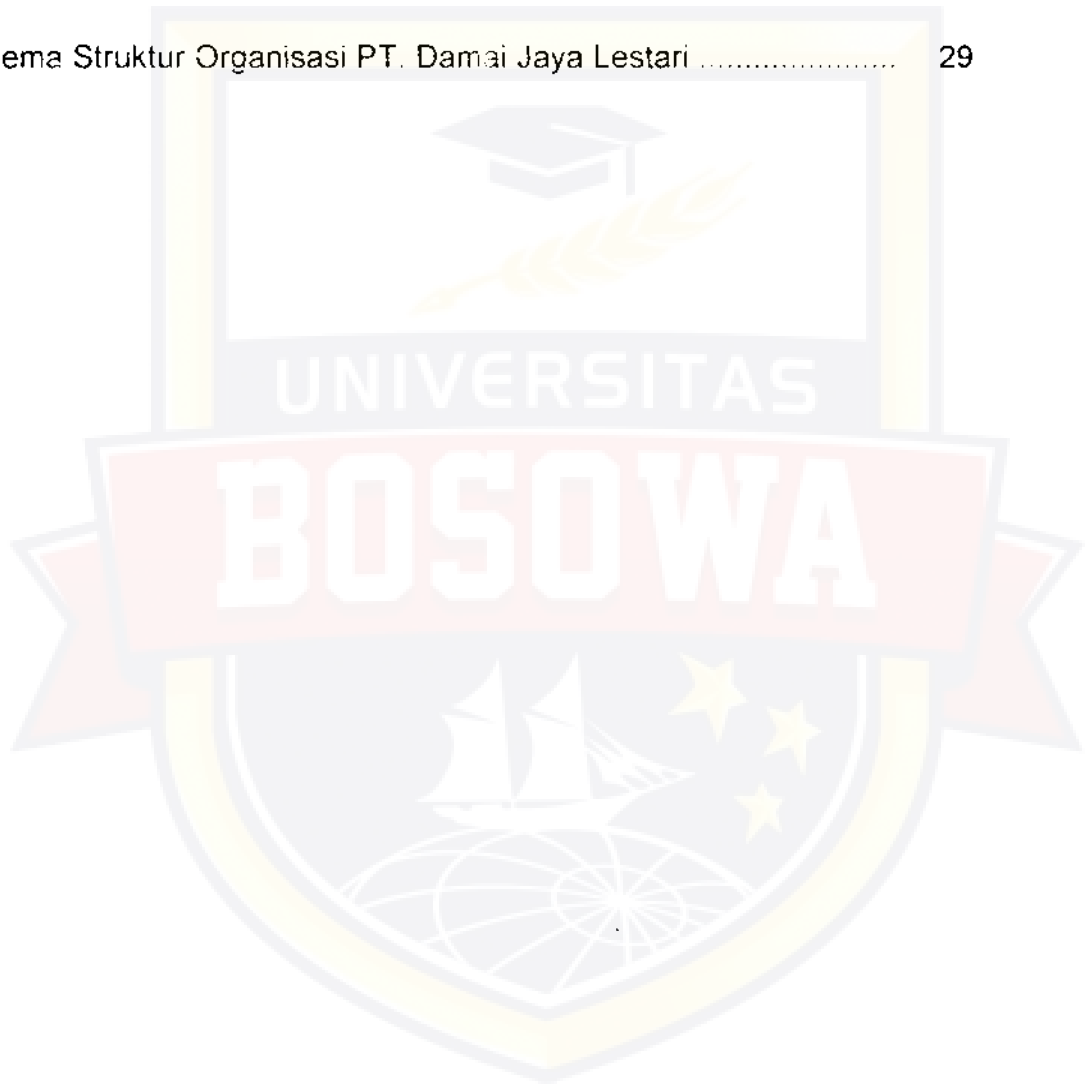 ema Struktur Organisasi PT. Damai Jaya Lestari ...................... 29
UNIVERSITAS
BOSOWA